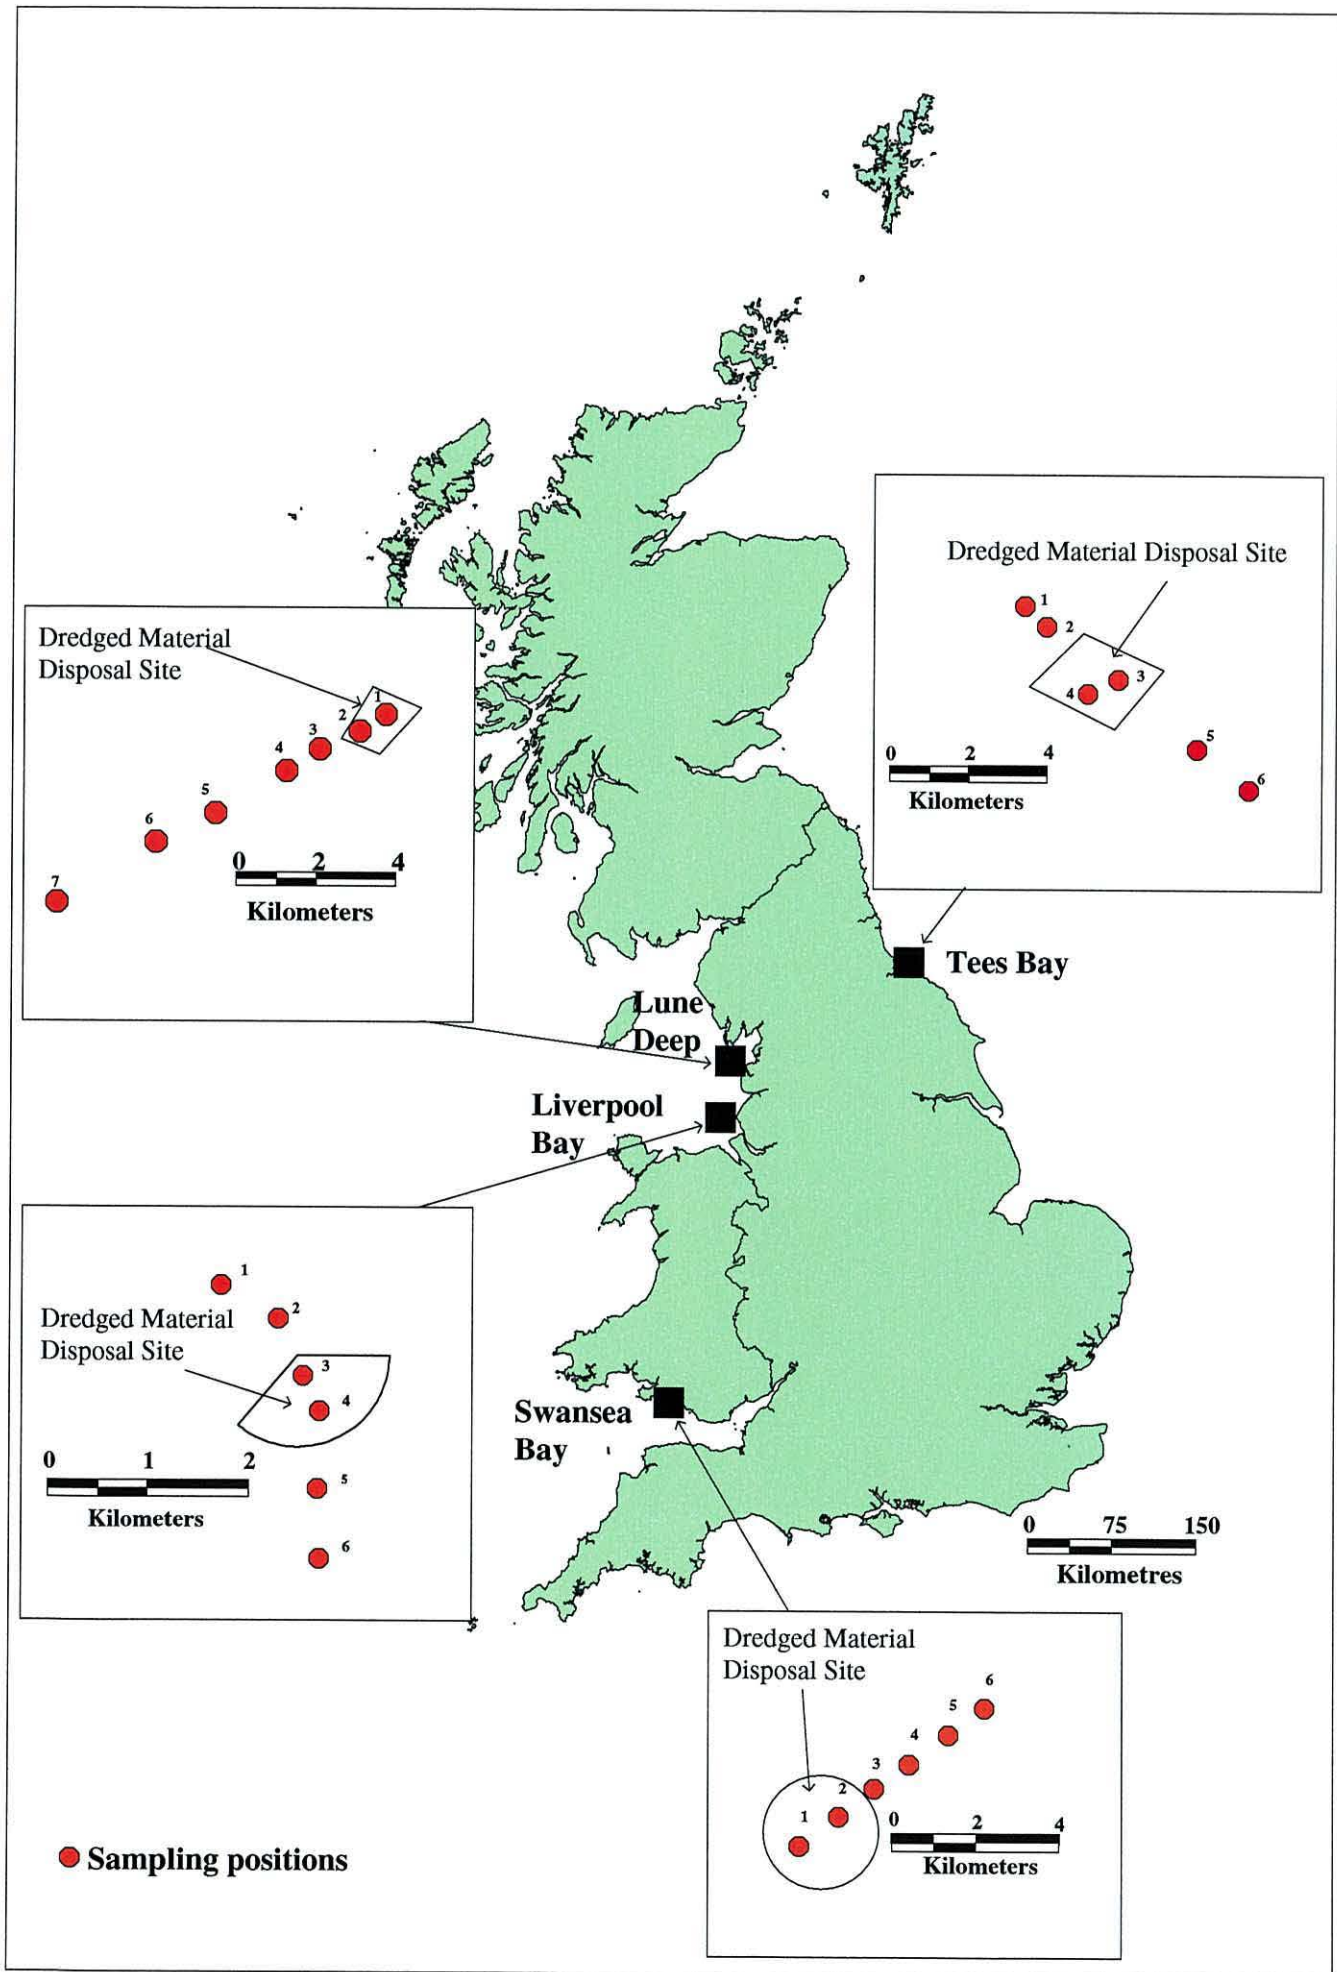 Dredged Material Disposal Site
1
2
3
4
5
6
0 2 4
Kilometers
Dredged Material
Disposal Site
1
2
3
4
5
6
7
0 2 4
Kilometers
Tees Bay
Lune
Deep
Liverpool
Bay
1
2
Dredged Material
Disposal Site
3
4
5
6
0 1 2
Kilometers
Swansea
Bay
0 75 150
Kilometres
Dredged Material
Disposal Site
6
5
4
3
2
1
0 2 4
Kilometers
Sampling positions